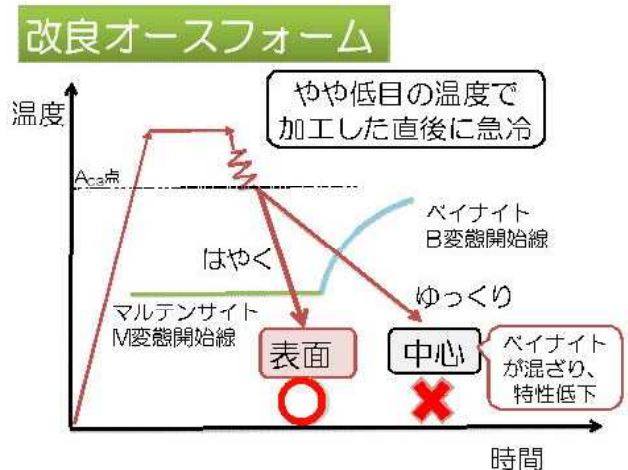 改良オースフォーム
温度
やや低目の温度で
加工した直後に急冷
Ac3点
ベイナイト
B変態開始線
はやく
ゆっくり
マルテンサイト
M変態開始線
表面
中心
ベイナイト
が混ざり、
特性低下
時間